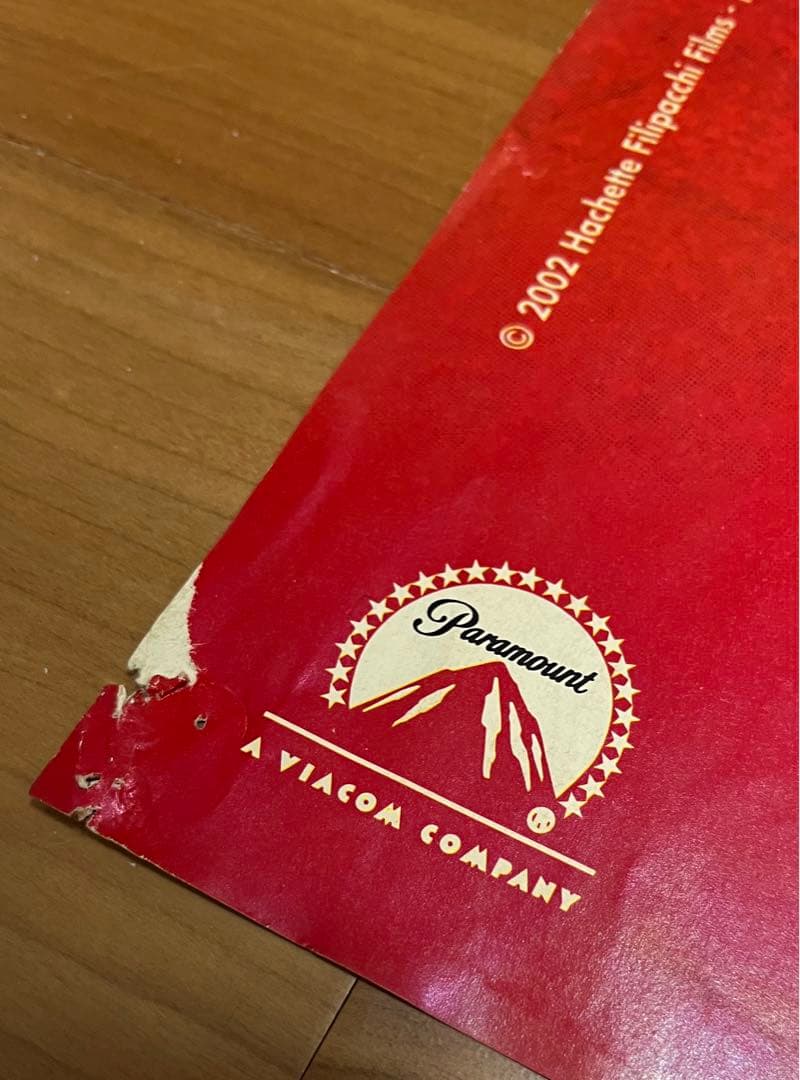 © 2002 Hachette Filipacchi Films -
Paramount
®
A VIACOM COMPANY